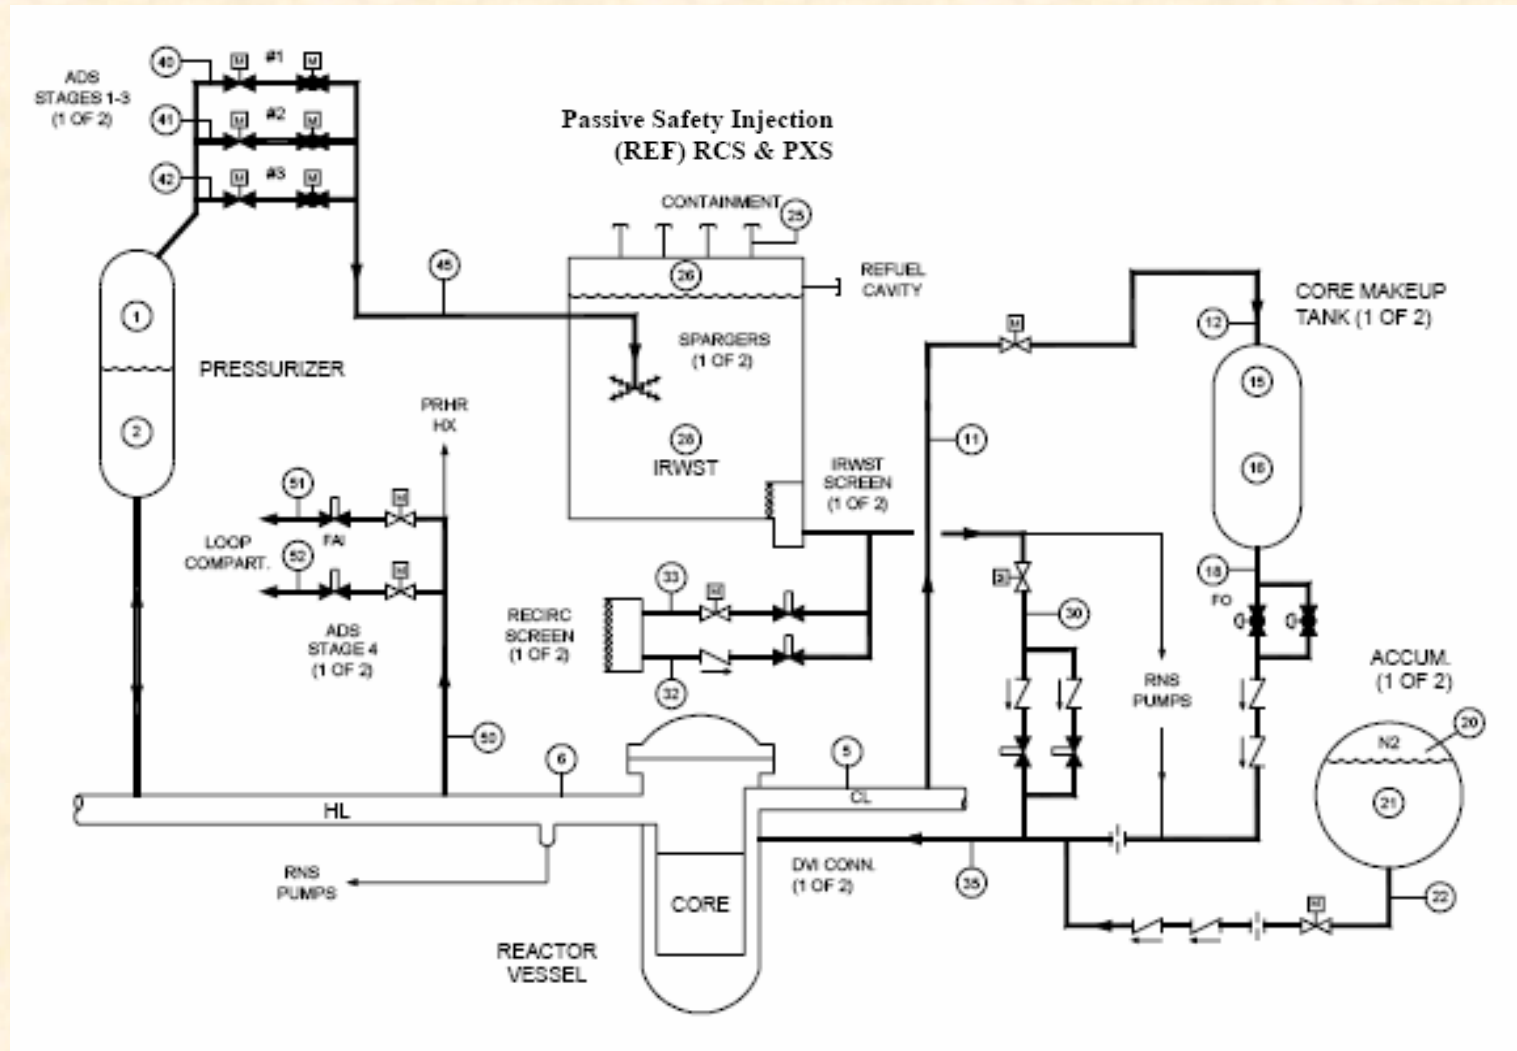 40
M
#1
M
ADS
STAGES 1-3
(1 OF 2)
41
M
#2
M
42
M
#3
M
Passive Safety Injection
(REF) RCS & PXS
CONTAINMENT
25
45
26
REFUEL
CAVITY
CORE MAKEUP
TANK (1 OF 2)
12
M
1
SPARGERS
(1 OF 2)
15
PRESSURIZER
PRHR
HX
2
28
IRWST
11
IRWST
SCREEN
(1 OF 2)
16
51
M
FAI
LOOP
COMPART.
52
M
18
FO
33
M
30
RECIRC
SCREEN
(1 OF 2)
ADS
STAGE 4
(1 OF 2)
32
RNS
PUMPS
ACCUM.
(1 OF 2)
20
N2
50
6
5
21
HL
CL
RNS
PUMPS
DVI CONN.
(1 OF 2)
35
22
M
CORE
REACTOR
VESSEL